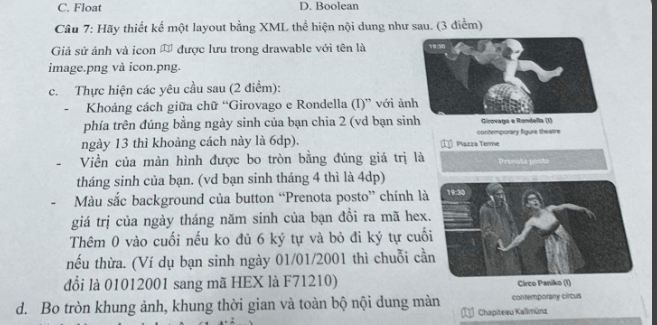 C. Float D. Boolean
Câu 7: Hãy thiết kế một layout bằng XML thể hiện nội dung như sau. (3 điểm)
Giả sử ảnh và icon được lưu trong drawable với tên là
image.png và icon.png.
c. Thực hiện các yêu cầu sau (2 điểm):
- Khoảng cách giữa chữ “Girovago e Rondella (I)” với ảnh
phía trên đúng bằng ngày sinh của bạn chia 2 (vd bạn sinh
ngày 13 thì khoảng cách này là 6dp).
- Viền của màn hình được bo tròn bằng đúng giá trị là
tháng sinh của bạn. (vd bạn sinh tháng 4 thì là 4dp)
- Màu sắc background của button “Prenota posto” chính là
giá trị của ngày tháng năm sinh của bạn đổi ra mã hex.
Thêm 0 vào cuối nếu ko đủ 6 ký tự và bỏ đi ký tự cuối
nếu thừa. (Ví dụ bạn sinh ngày 01/01/2001 thì chuỗi cần
đổi là 01012001 sang mã HEX là F71210)
d. Bo tròn khung ảnh, khung thời gian và toàn bộ nội dung màn
19:30
Girovago e Rondella (I)
contemporary figure theatre
Piazza Terme
Prenota posto
19:30
Circo Paniko (I)
contemporary circus
Chapiteau Kallmünz